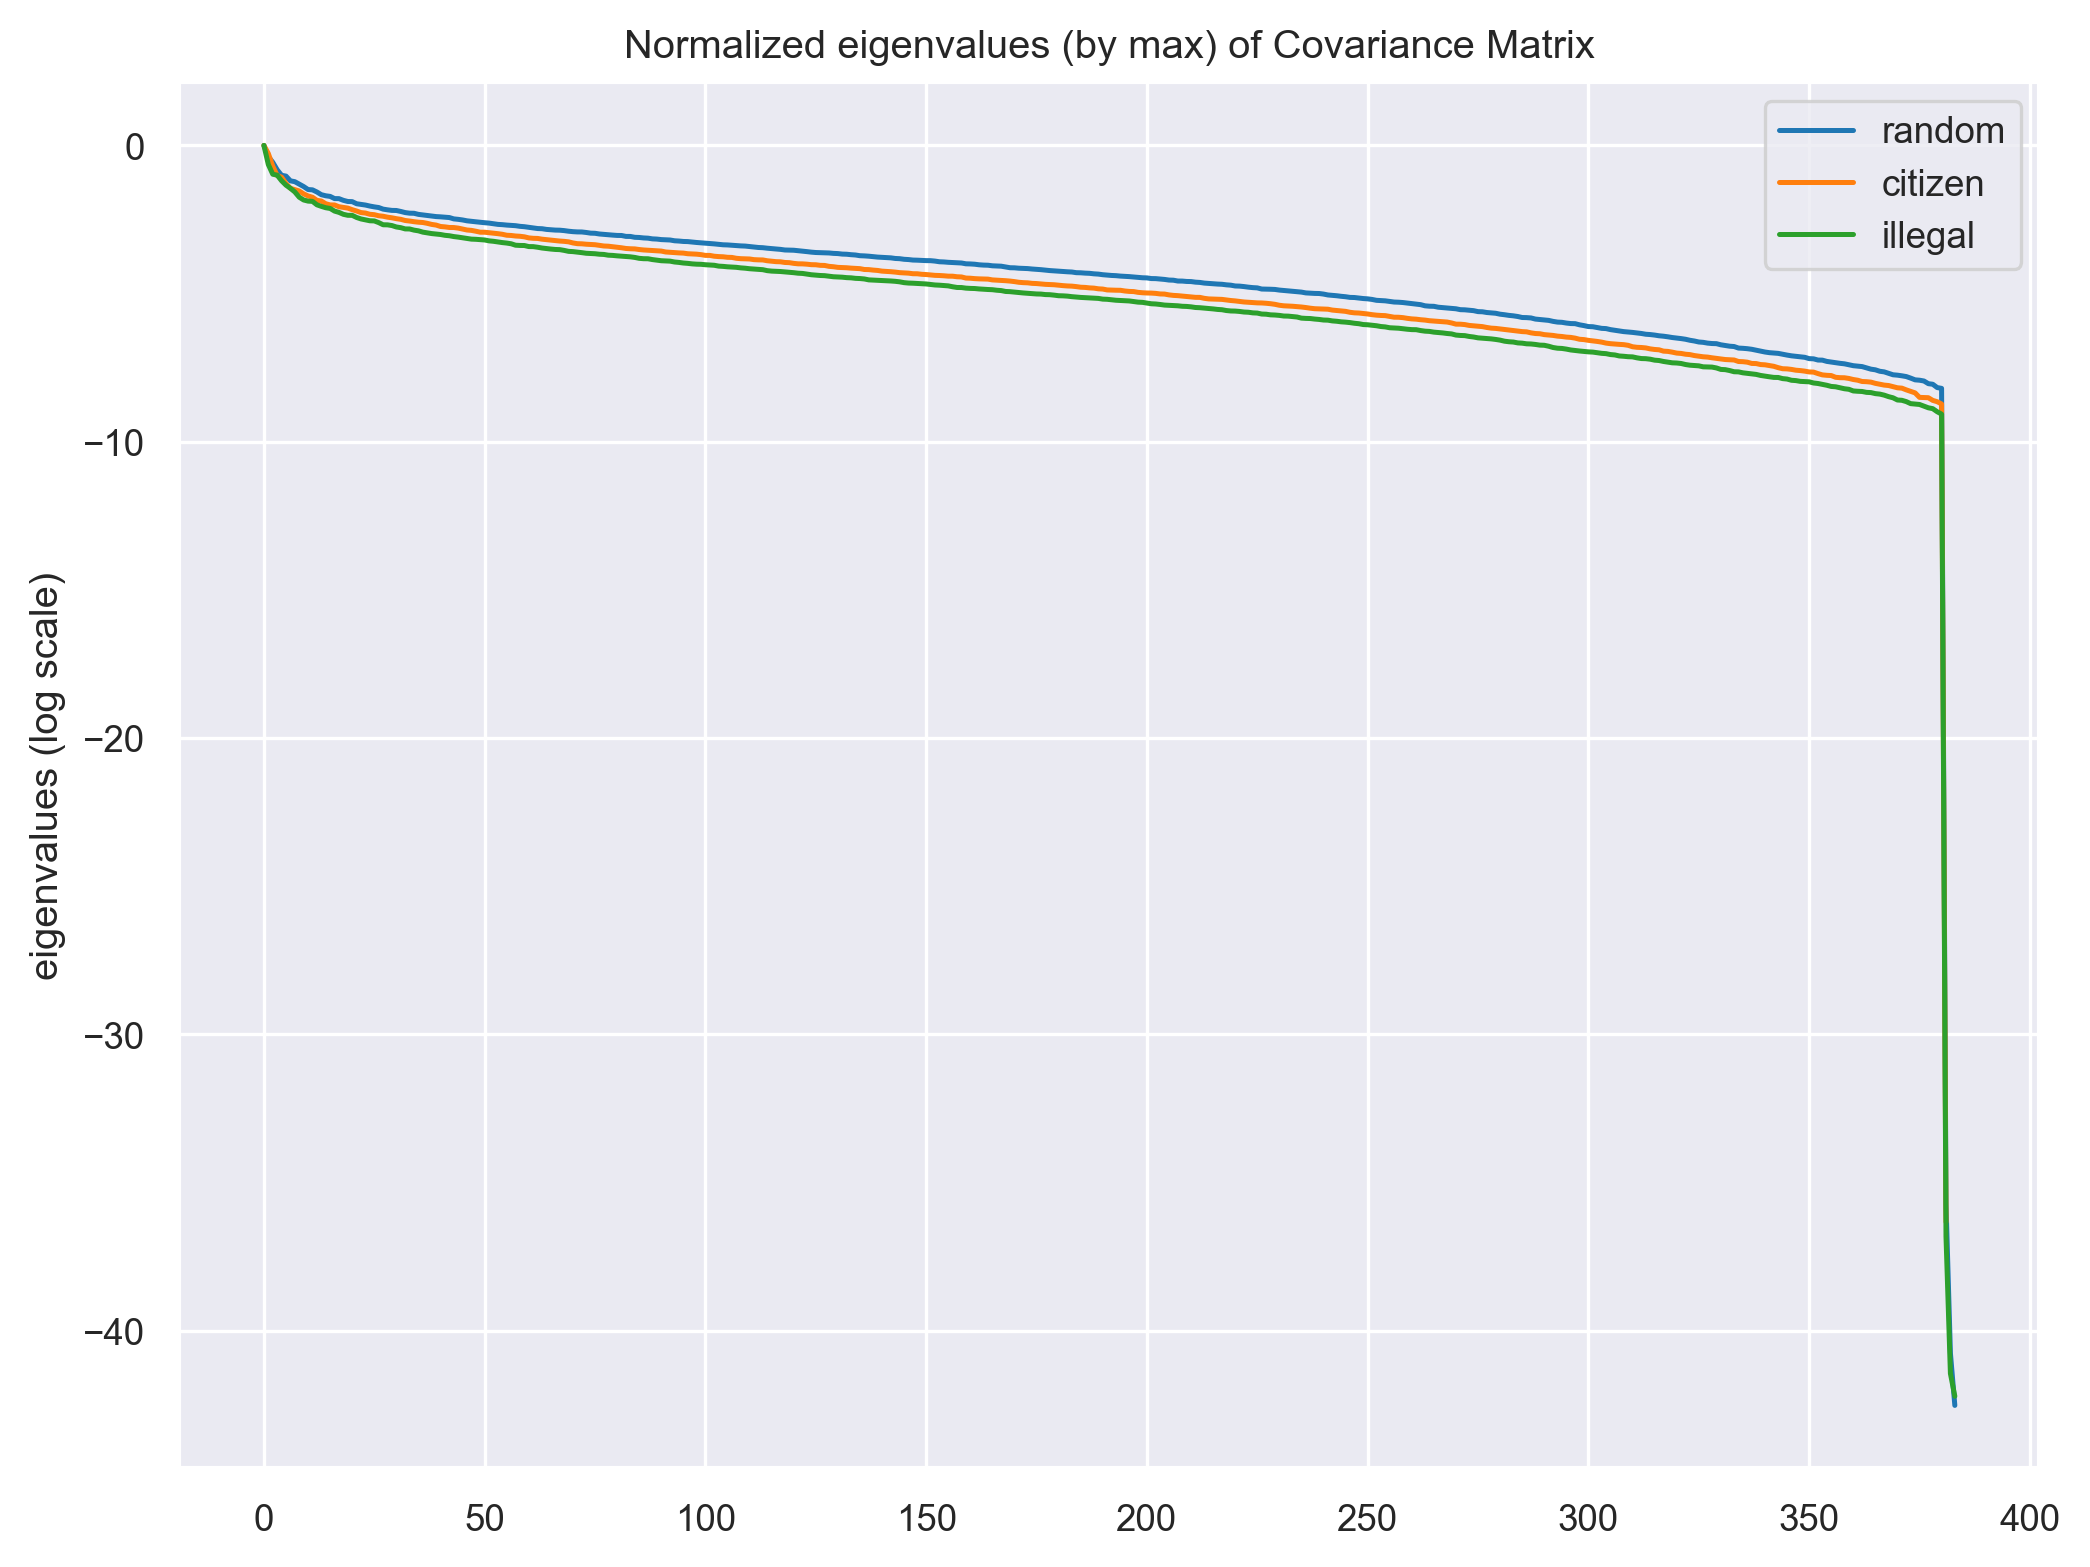 Normalized eigenvalues (by max) of Covariance Matrix
random
citizen
illegal
eigenvalues (log scale)
0
−10
−20
−30
−40
0 50 100 150 200 250 300 350 400